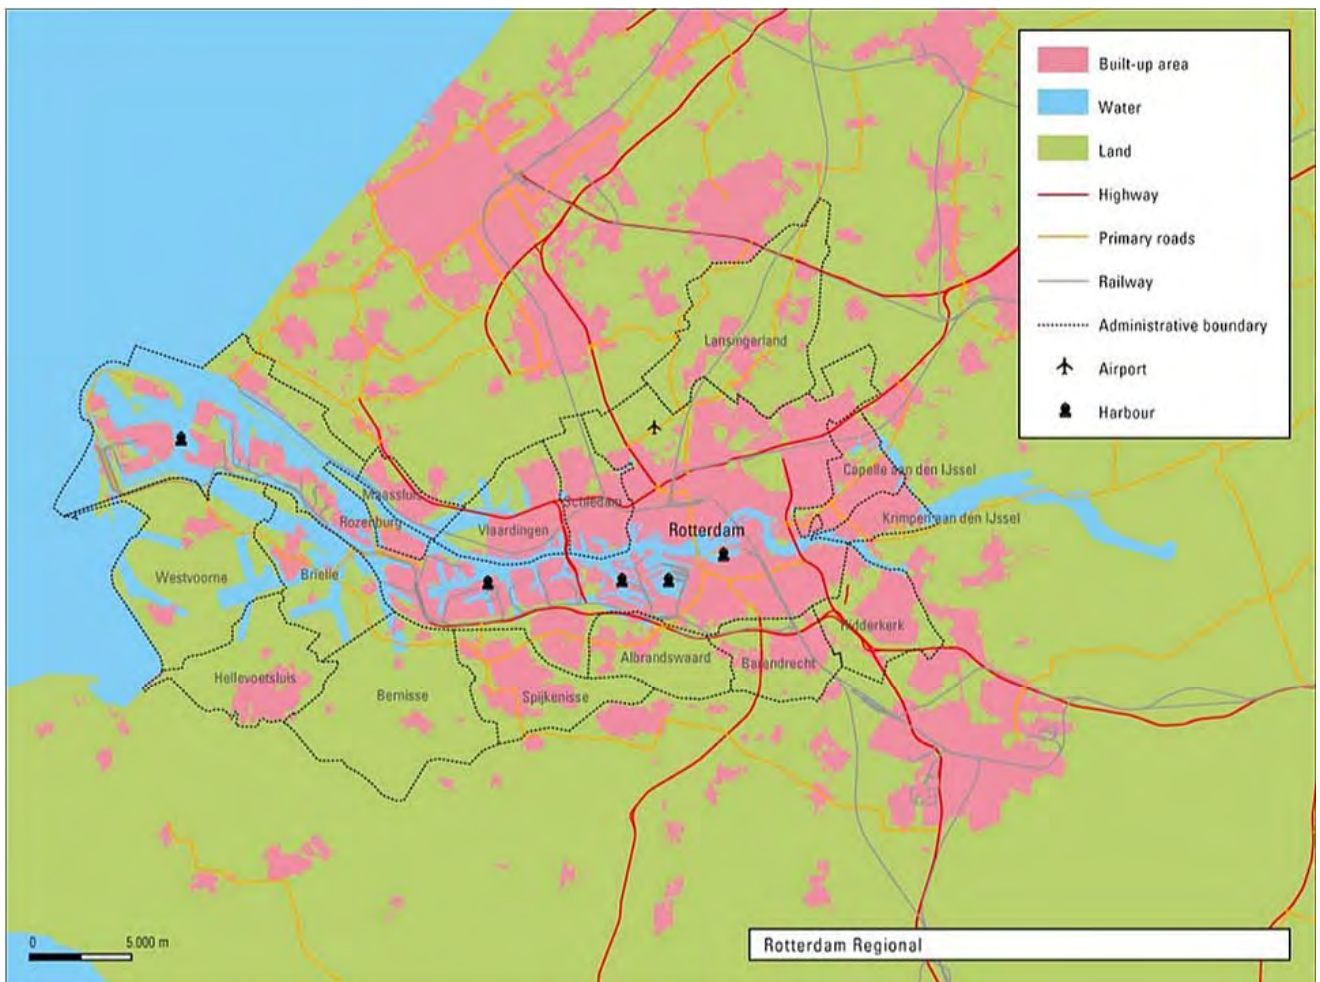 Built-up area
Water
Land
Highway
Primary roads
Railway
Administrative boundary
Airport
Harbour
Lansingerland
Capelle aan den IJssel
Maassluis
Schiedam
Rozenburg
Vlaardingen
Rotterdam
Krimpen aan den IJssel
Westvoorne
Brielle
Ridderkerk
Albrandswaard
Barendrecht
Hellevoetsluis
Bernisse
Spijkenisse
0 5.000 m
Rotterdam Regional